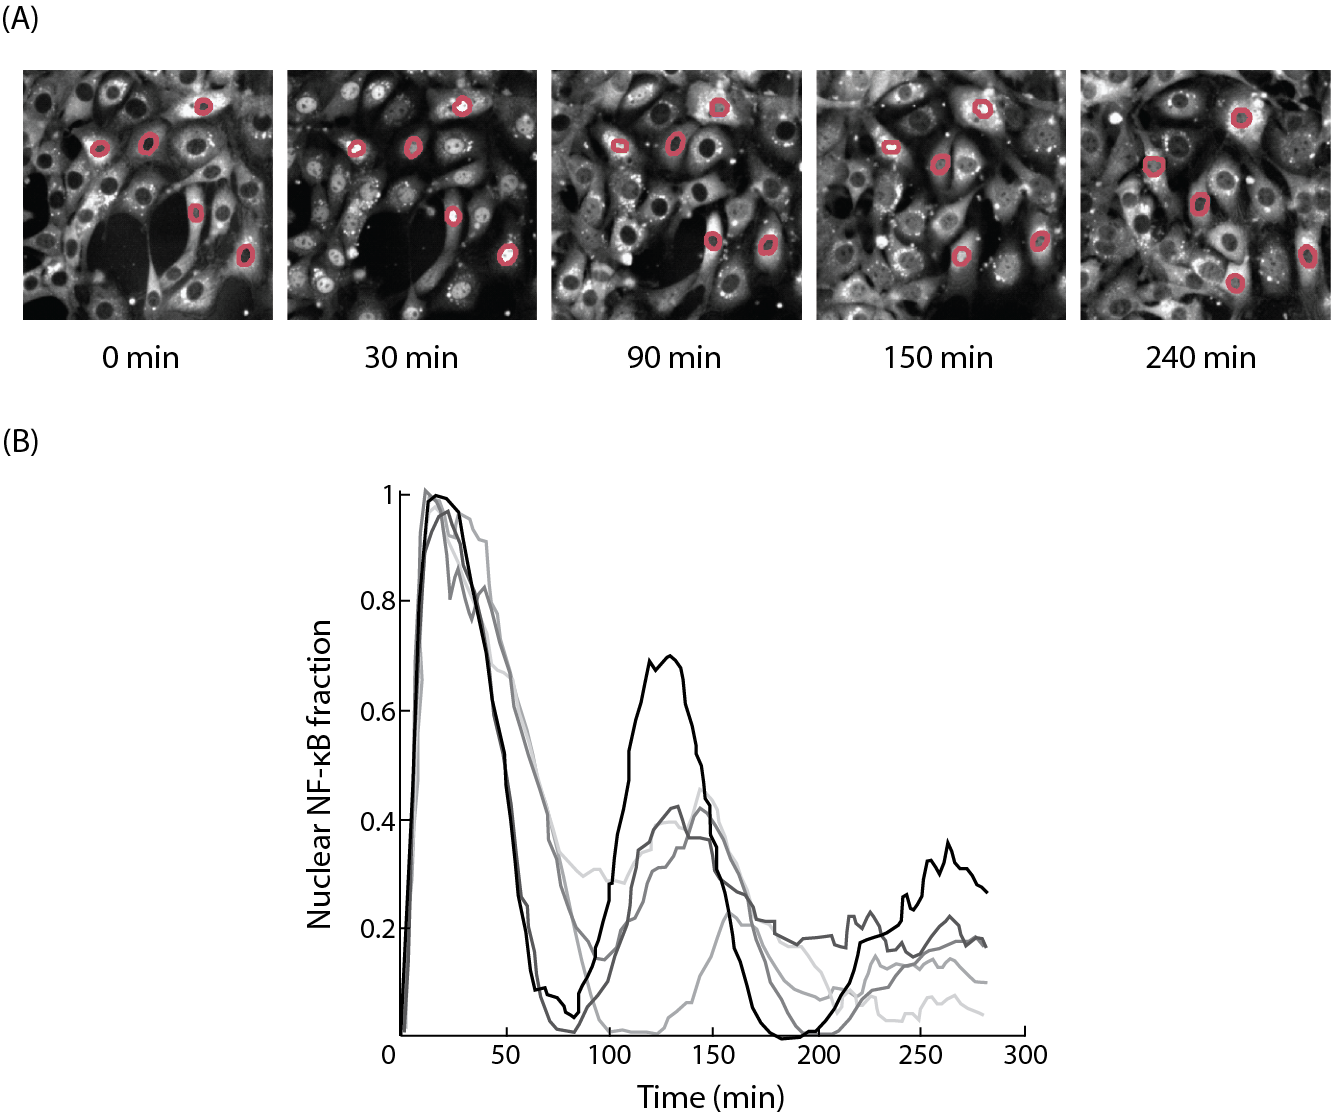 (A)
0 min 30 min 90 min 150 min 240 min
(B)
1
0.8
0.6
0.4
0.2
Nuclear NF-κB fraction
0 50 100 150 200 250 300
Time (min)